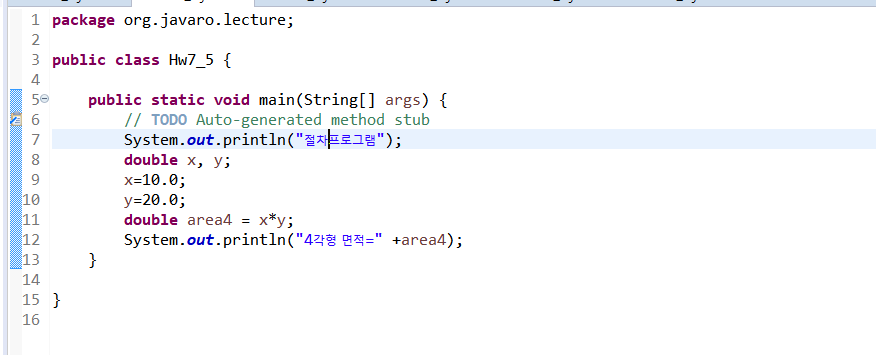 1 package org.javaro.lecture;
2
3 public class Hw7_5 {
4
5 public static void main(String[] args) {
6 // TODO Auto-generated method stub
7 System.out.println("절차프로그램");
8 double x, y;
9 x=10.0;
10 y=20.0;
11 double area4 = x*y;
12 System.out.println("4각형 면적=" +area4);
13 }
14
15 }
16